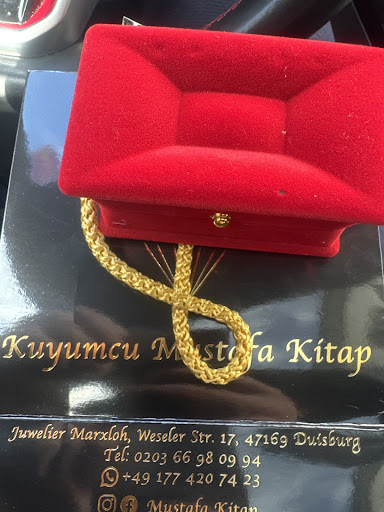 Kuyumcu Mustafa Kitap
Juwelier Marxloh, Weseler Str. 17, 47169 Duisburg
Tel: 0203 66 98 09 94
+49 177 420 74 23
Mustafa Kitap